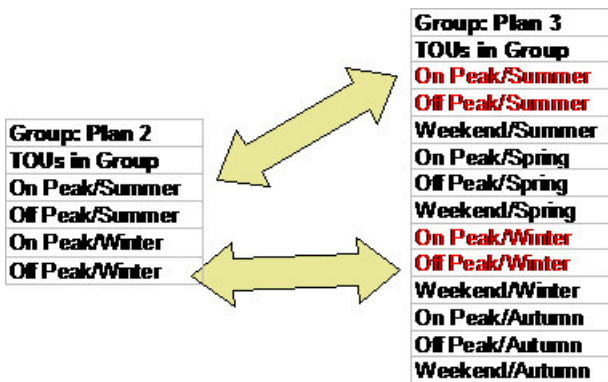 Group: Plan 2
TOUs in Group
On Peak/Summer
Off Peak/Summer
On Peak/Winter
Off Peak/Winter
Group: Plan 3
TOUs in Group
On Peak/Summer
Off Peak/Summer
Weekend/Summer
On Peak/Spring
Off Peak/Spring
Weekend/Spring
On Peak/Winter
Off Peak/Winter
Weekend/Winter
On Peak/Autumn
Off Peak/Autumn
Weekend/Autumn